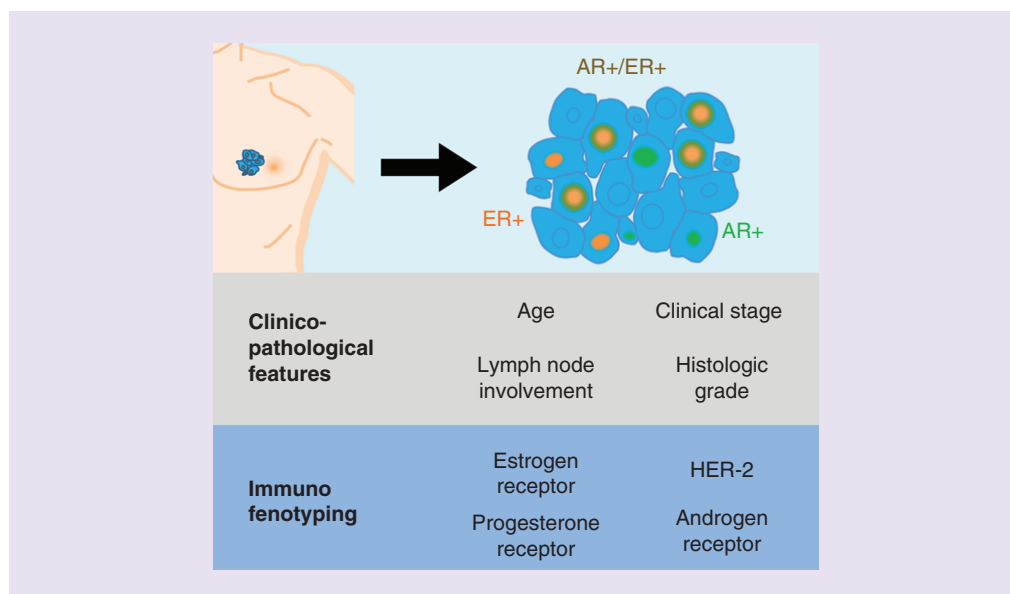 AR+/ER+
ER+
AR+
Clinico-
pathological
features
Age
Clinical stage
Lymph node
involvement
Histologic
grade
Immuno
fenotyping
Estrogen
receptor
HER-2
Progesterone
receptor
Androgen
receptor